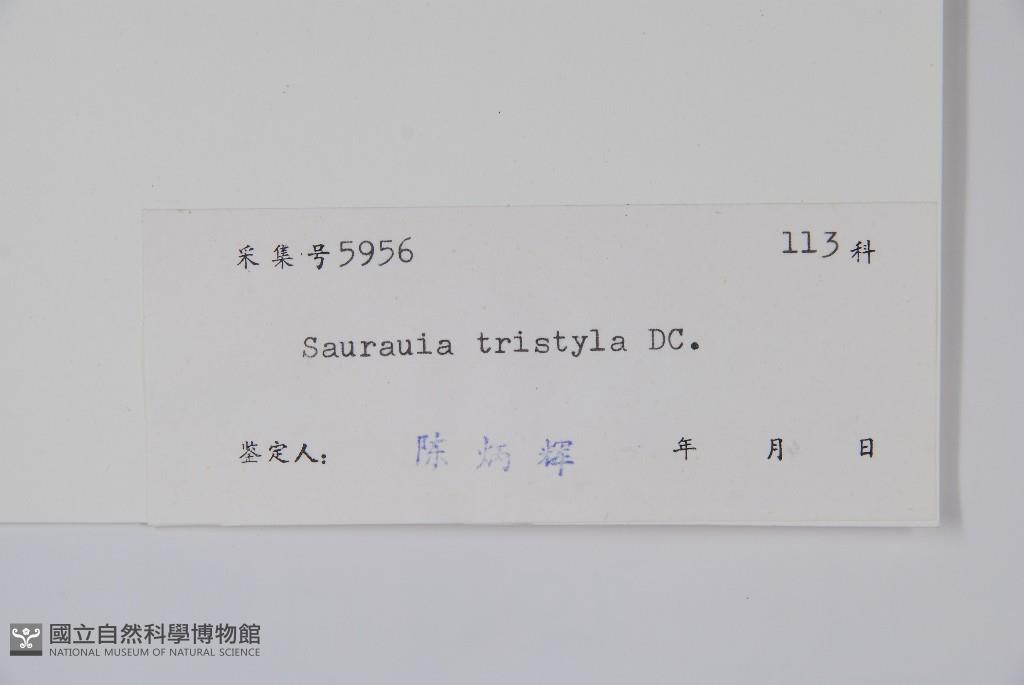 采集号5956 113科
Saurauia tristyla DC.
鉴定人: 陈炳辉 年 月 日
國立自然科學博物館
NATIONAL MUSEUM OF NATURAL SCIENCE